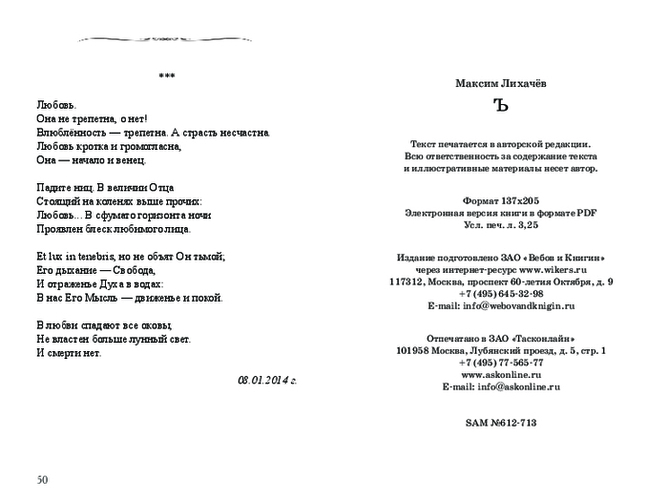 ***
Любовь.
Она не трепетна, о нет!
Влюблённость — трепетна. А страсть несчастна.
Любовь кротка и громогласна,
Она — начало и венец.
Падите ниц. В величии Отца
Стоящий на коленях выше прочих:
Любовь... В сфумато горизонта ночи
Проявлен блеск любимого лица.
Et lux in tenebris, но не объят Он тьмой;
Его дыхание — Свобода,
И отраженье Духа в водах:
В нас Его Мысль — движенье и покой.
В любви спадают все оковы,
Не властен больше лунный свет.
И смерти нет.
08.01.2014 г.
50
Максим Лихачёв
Ъ
Текст печатается в авторской редакции.
Всю ответственность за содержание текста
и иллюстративные материалы несет автор.
Формат 137х205
Электронная версия книги в формате PDF
Усл. печ. л. 3,25
Издание подготовлено ЗАО «Вебов и Книгин»
через интернет-ресурс www.wikers.ru
117312, Москва, проспект 60-летия Октября, д. 9
+7 (495) 645-32-98
E-mail: info@webovandknigin.ru
Отпечатано в ЗАО «Тасконлайн»
101958 Москва, Лубянский проезд, д. 5, стр. 1
+7 (495) 77-565-77
www.askonline.ru
E-mail: info@askonline.ru
SAM №612-713